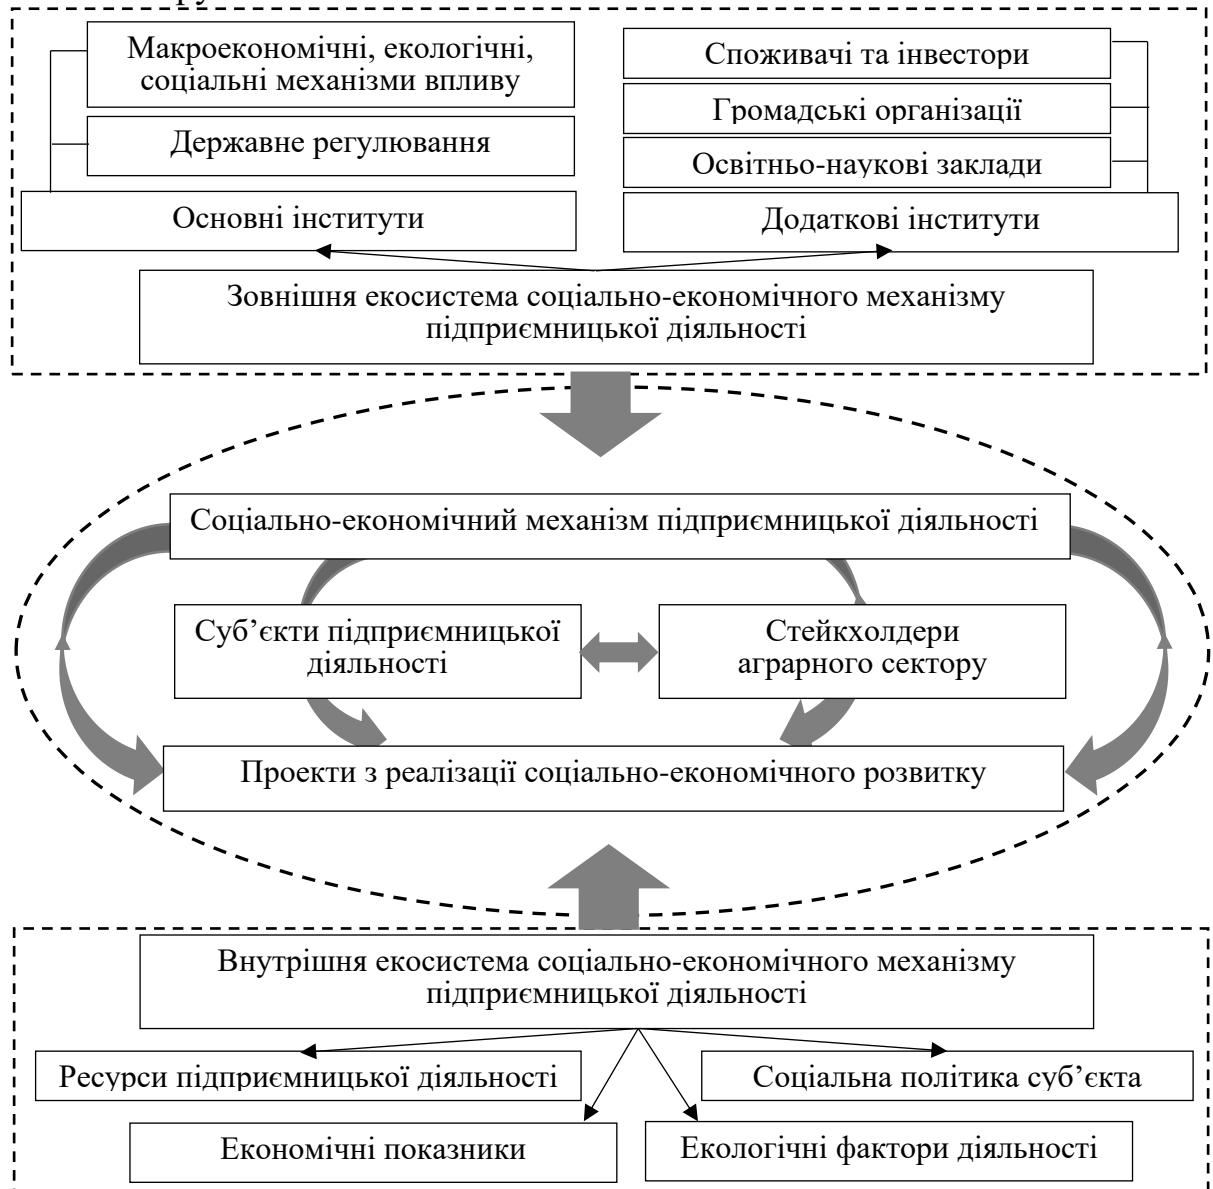 Макроекономічні, екологічні,
соціальні механізми впливу
Державне регулювання
Основні інститути
Споживачі та інвестори
Громадські організації
Освітньо-наукові заклади
Додаткові інститути
Зовнішня екосистема соціально-економічного механізму
підприємницької діяльності
Соціально-економічний механізм підприємницької діяльності
Суб’єкти підприємницької
діяльності
Стейкхолдери
аграрного сектору
Проекти з реалізації соціально-економічного розвитку
Внутрішня екосистема соціально-економічного механізму
підприємницької діяльності
Ресурси підприємницької діяльності
Соціальна політика суб’єкта
Економічні показники
Екологічні фактори діяльності